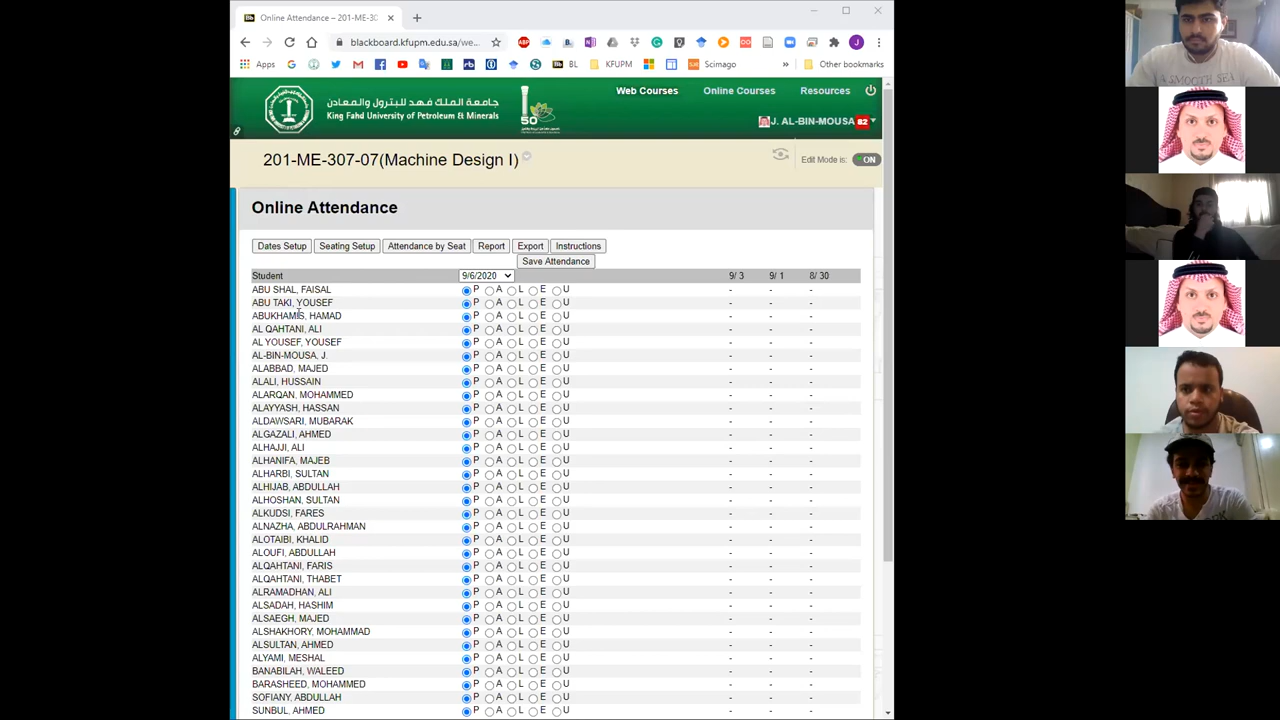 Online Attendance – 201-ME-30
blackboard.kfupm.edu.sa/we...
Apps
BL
KFUPM
Scimago
»
Other bookmarks
جامعة الملك فهد للبترول والمعادن
King Fahd University of Petroleum & Minerals
50
Web Courses
Online Courses
Resources
J. AL-BIN-MOUSA 82
201-ME-307-07(Machine Design I)
Edit Mode is: ON
Online Attendance
Dates Setup Seating Setup Attendance by Seat Report Export Instructions
Save Attendance
Student 9/6/2020 9/ 3 9/ 1 8/ 30
ABU SHAL, FAISAL P A L E U - - -
ABU TAKI, YOUSEF P A L E U - - -
ABUKHAMIS, HAMAD P A L E U - - -
AL QAHTANI, ALI P A L E U - - -
AL YOUSEF, YOUSEF P A L E U - - -
AL-BIN-MOUSA, J. P A L E U - - -
ALABBAD, MAJED P A L E U - - -
ALALI, HUSSAIN P A L E U - - -
ALARQAN, MOHAMMED P A L E U - - -
ALAYYASH, HASSAN P A L E U - - -
ALDAWSARI, MUBARAK P A L E U - - -
ALGAZALI, AHMED P A L E U - - -
ALHAJJI, ALI P A L E U - - -
ALHANIFA, MAJEB P A L E U - - -
ALHARBI, SULTAN P A L E U - - -
ALHIJAB, ABDULLAH P A L E U - - -
ALHOSHAN, SULTAN P A L E U - - -
ALKUDSI, FARES P A L E U - - -
ALNAZHA, ABDULRAHMAN P A L E U - - -
ALOTAIBI, KHALID P A L E U - - -
ALOUFI, ABDULLAH P A L E U - - -
ALQAHTANI, FARIS P A L E U - - -
ALQAHTANI, THABET P A L E U - - -
ALRAMADHAN, ALI P A L E U - - -
ALSADAH, HASHIM P A L E U - - -
ALSAEGH, MAJED P A L E U - - -
ALSHAKHORY, MOHAMMAD P A L E U - - -
ALSULTAN, AHMED P A L E U - - -
ALYAMI, MESHAL P A L E U - - -
BANABILAH, WALEED P A L E U - - -
BARASHEED, MOHAMMED P A L E U - - -
SOFIANY, ABDULLAH P A L E U - - -
SUNBUL, AHMED P A L E U - - -
A SMOOTH SEA